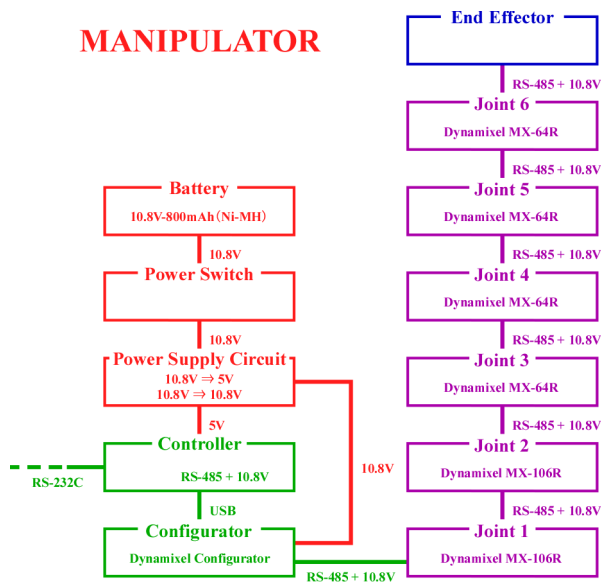 MANIPULATOR
Battery
10.8V-800mAh(Ni-MH)
10.8V
Power Switch
10.8V
Power Supply Circuit
10.8V ⇒ 5V
10.8V ⇒ 10.8V
5V
10.8V
Controller
RS-485 + 10.8V
RS-232C
USB
Configurator
Dynamixel Configurator
RS-485 + 10.8V
End Effector
RS-485 + 10.8V
Joint 6
Dynamixel MX-64R
RS-485 + 10.8V
Joint 5
Dynamixel MX-64R
RS-485 + 10.8V
Joint 4
Dynamixel MX-64R
RS-485 + 10.8V
Joint 3
Dynamixel MX-64R
RS-485 + 10.8V
Joint 2
Dynamixel MX-106R
RS-485 + 10.8V
Joint 1
Dynamixel MX-106R